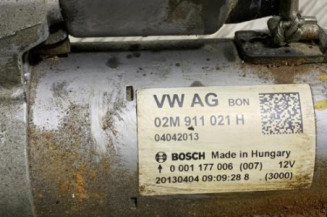 VW AG BON
02M 911 021 H
04042013
BOSCH Made in Hungary
0 001 177 006 (007) 12V
20130404 09:09:28 8 (3000)